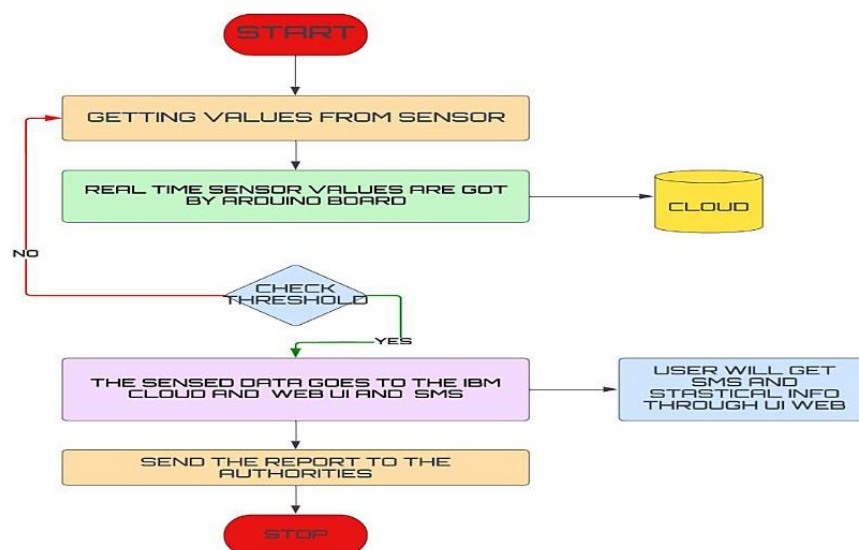 START
GETTING VALUES FROM SENSOR
REAL TIME SENSOR VALUES ARE GOT
BY ARDUINO BOARD
CLOUD
NO
CHECK
THRESHOLD
YES
THE SENSED DATA GOES TO THE IBM
CLOUD AND WEB UI AND SMS
USER WILL GET
SMS AND
STASTICAL INFO
THROUGH UI WEB
SEND THE REPORT TO THE
AUTHORITIES
STOP